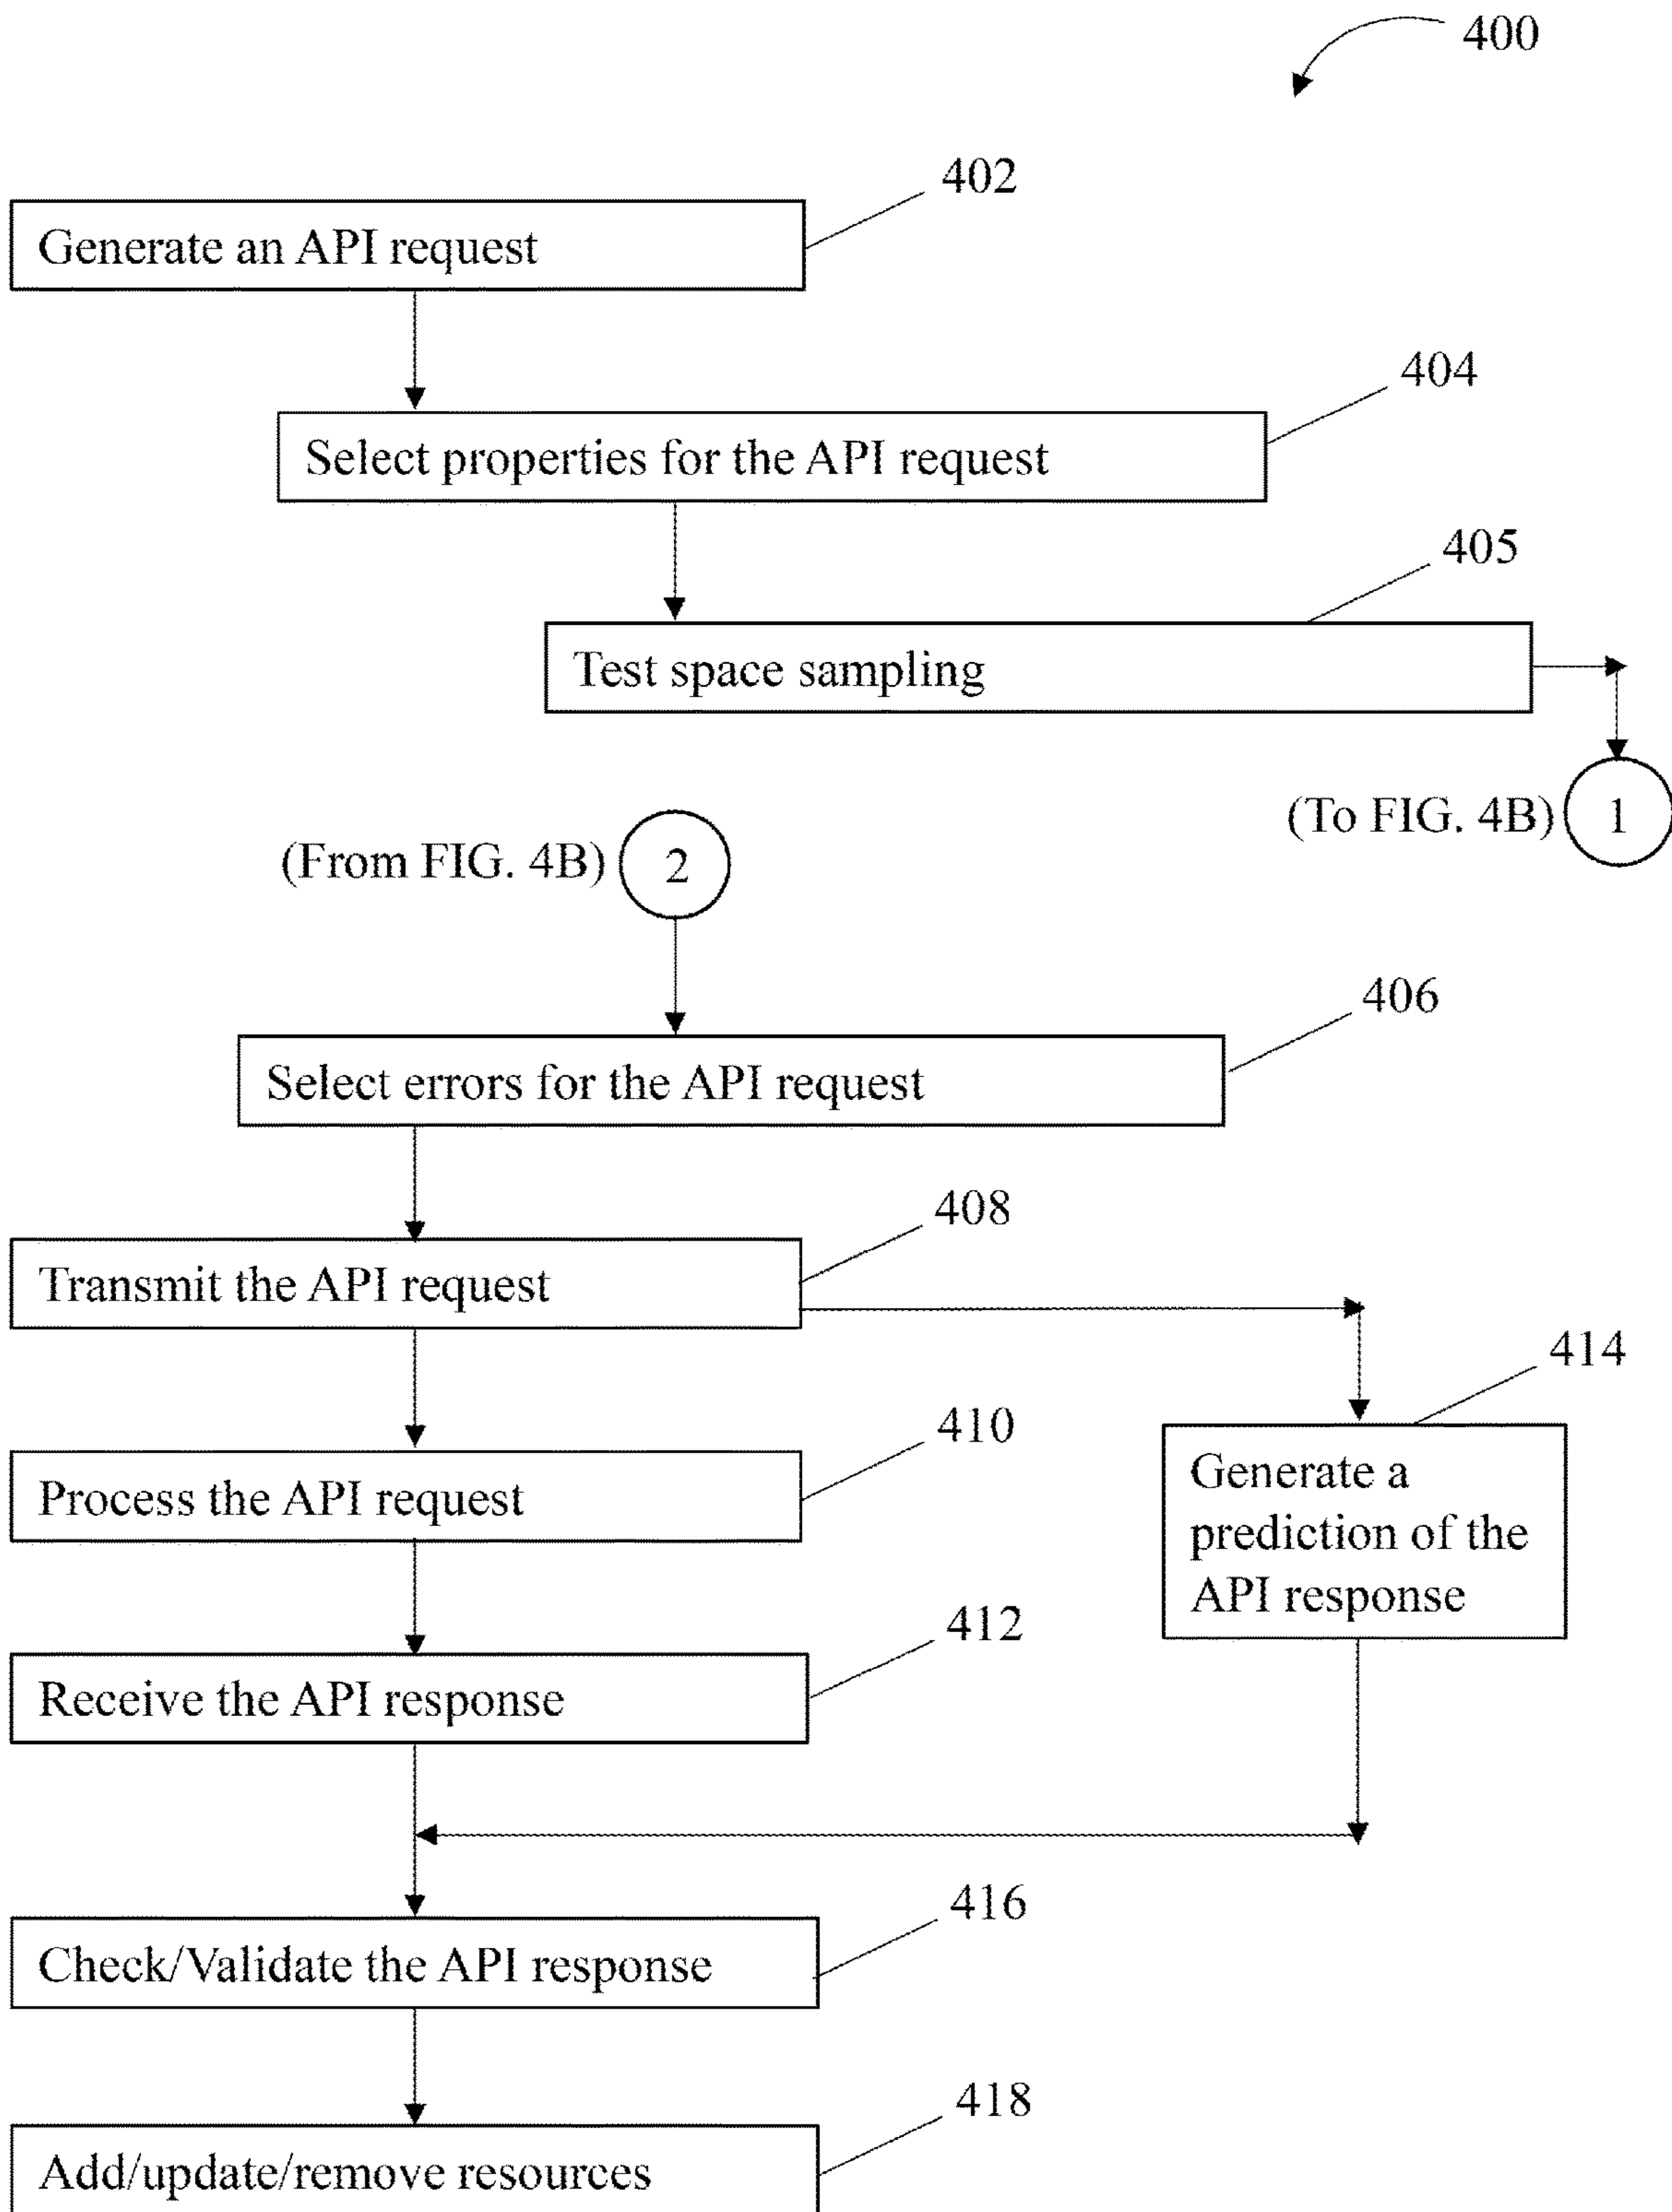 400
402
Generate an API request
404
Select properties for the API request
405
Test space sampling
(To FIG. 4B) 1
(From FIG. 4B) 2
406
Select errors for the API request
408
Transmit the API request
414
410
Generate a
Process the API request
prediction of the
API response
412
Receive the API response
416
Check/Validate the API response
418
Add/update/remove resources